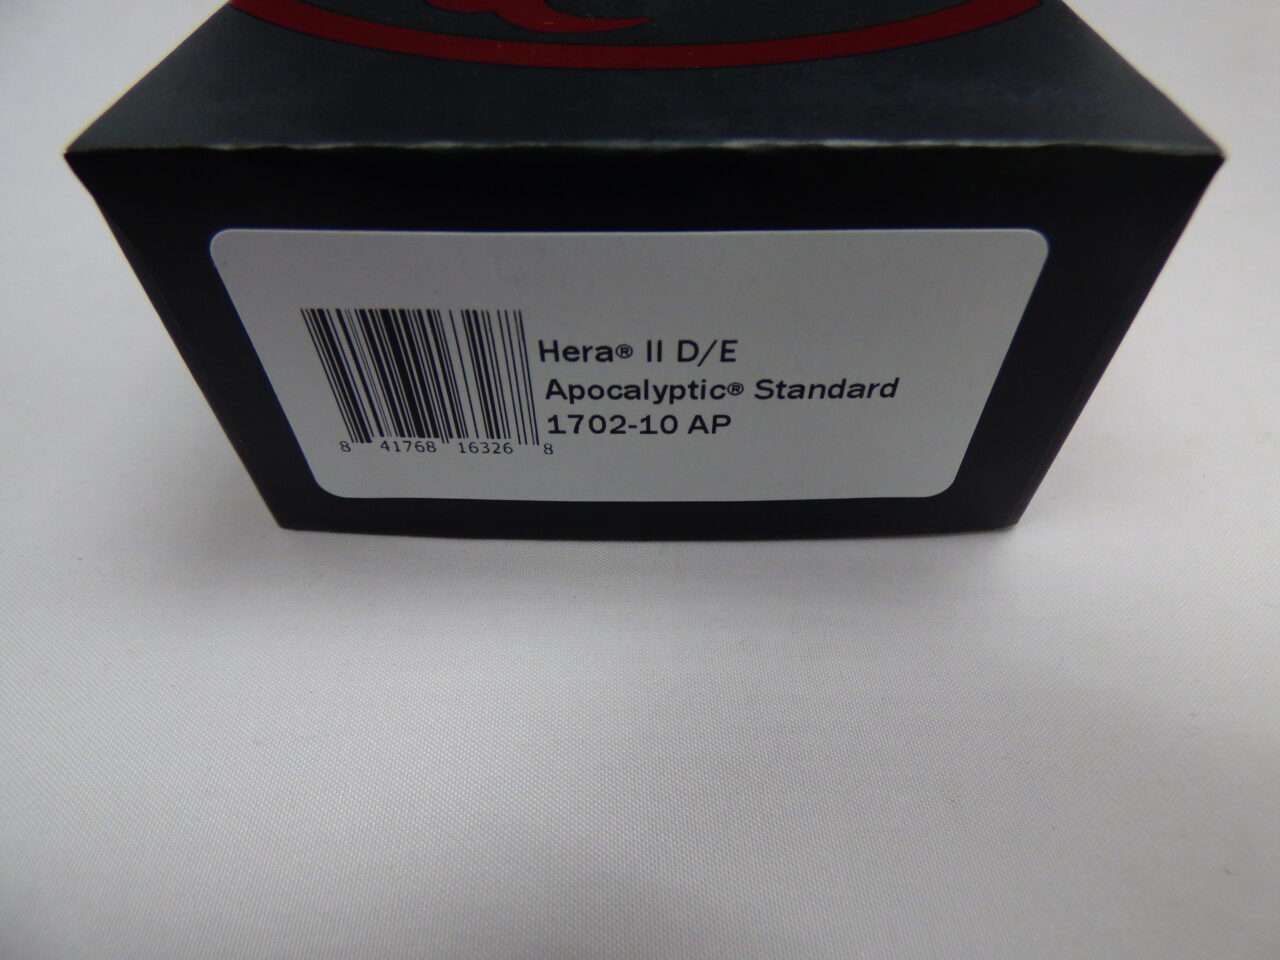 Hera® II D/E
Apocalyptic® Standard
1702-10 AP
8 41768 16326 8